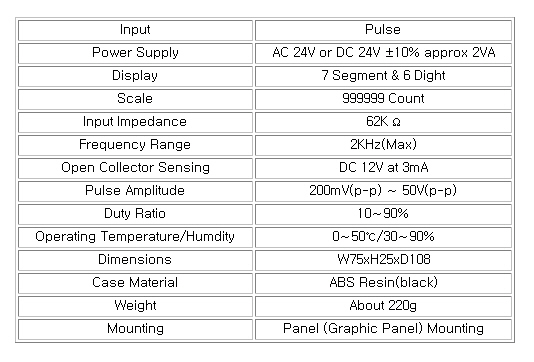 Input Pulse
Power Supply AC 24V or DC 24V ±10% approx 2VA
Display 7 Segment & 6 Dight
Scale 999999 Count
Input Impedance 62K Ω
Frequency Range 2KHz(Max)
Open Collector Sensing DC 12V at 3mA
Pulse Amplitude 200mV(p-p) ~ 50V(p-p)
Duty Ratio 10~90%
Operating Temperature/Humdity 0~50℃/30~90%
Dimensions W75xH25xD108
Case Material ABS Resin(black)
Weight About 220g
Mounting Panel (Graphic Panel) Mounting